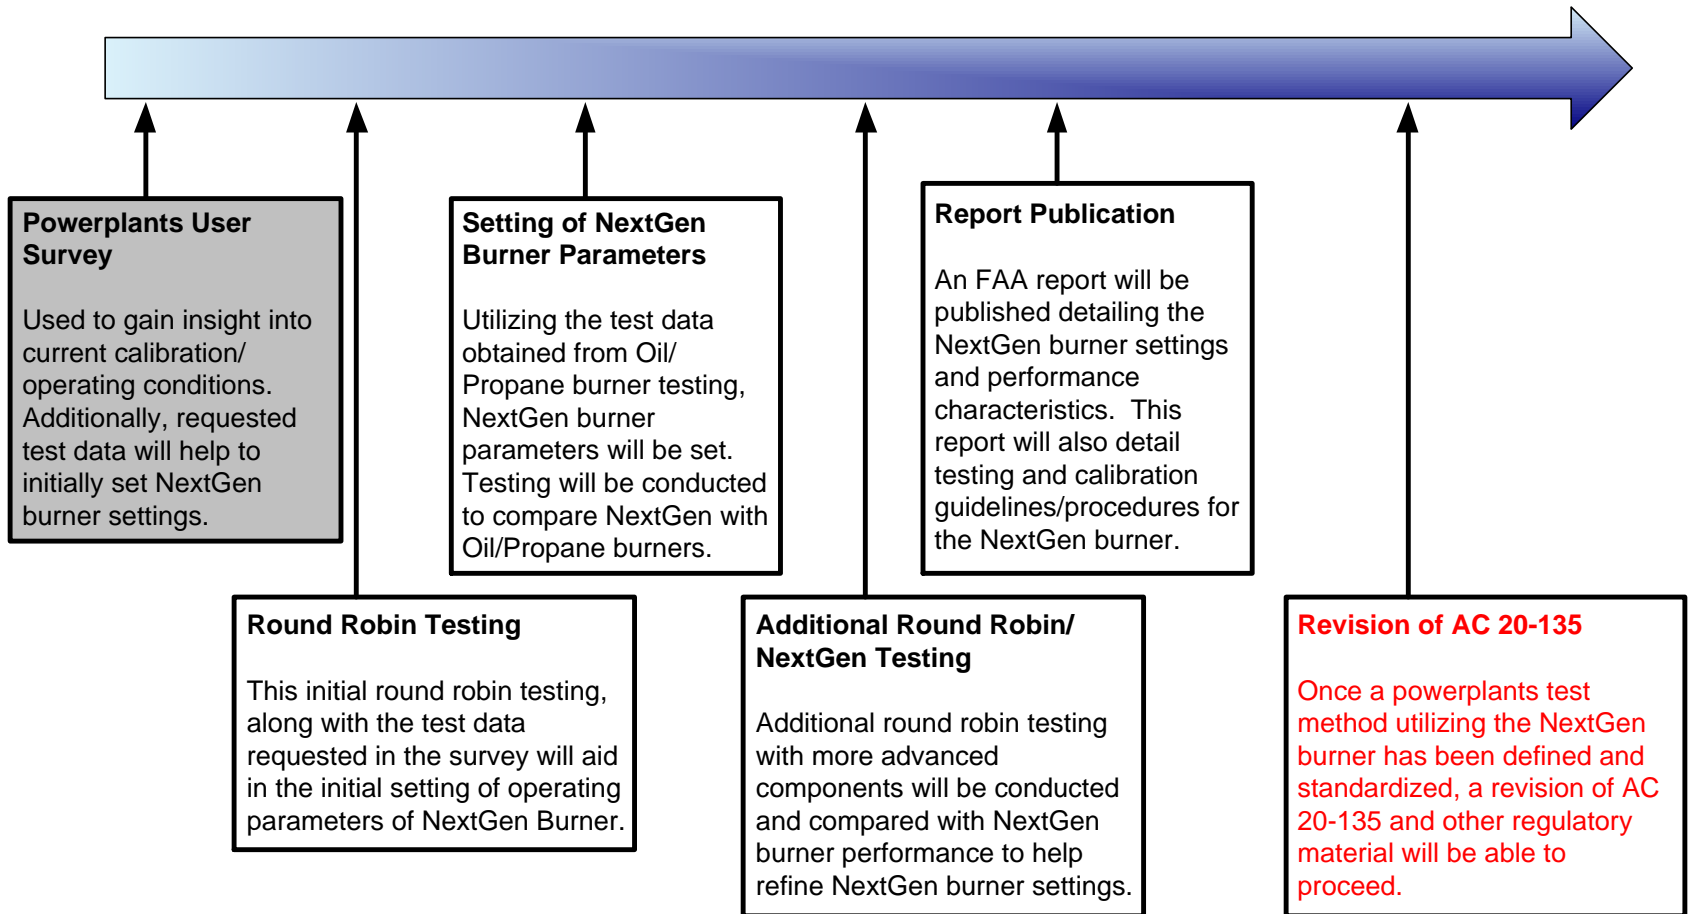 Powerplants User
Survey
Used to gain insight into
current calibration/
operating conditions.
Additionally, requested
test data will help to
initially set NextGen
burner settings.
Round Robin Testing
This initial round robin testing,
along with the test data
requested in the survey will aid
in the initial setting of operating
parameters of NextGen Burner.
Setting of NextGen
Burner Parameters
Utilizing the test data
obtained from Oil/
Propane burner testing,
NextGen burner
parameters will be set.
Testing will be conducted
to compare NextGen with
Oil/Propane burners.
Additional Round Robin/
NextGen Testing
Additional round robin testing
with more advanced
components will be conducted
and compared with NextGen
burner performance to help
refine NextGen burner settings.
Report Publication
An FAA report will be
published detailing the
NextGen burner settings
and performance
characteristics.  This
report will also detail
testing and calibration
guidelines/procedures for
the NextGen burner.
Revision of AC 20-135
Once a powerplants test
method utilizing the NextGen
burner has been defined and
standardized, a revision of AC
20-135 and other regulatory
material will be able to
proceed.